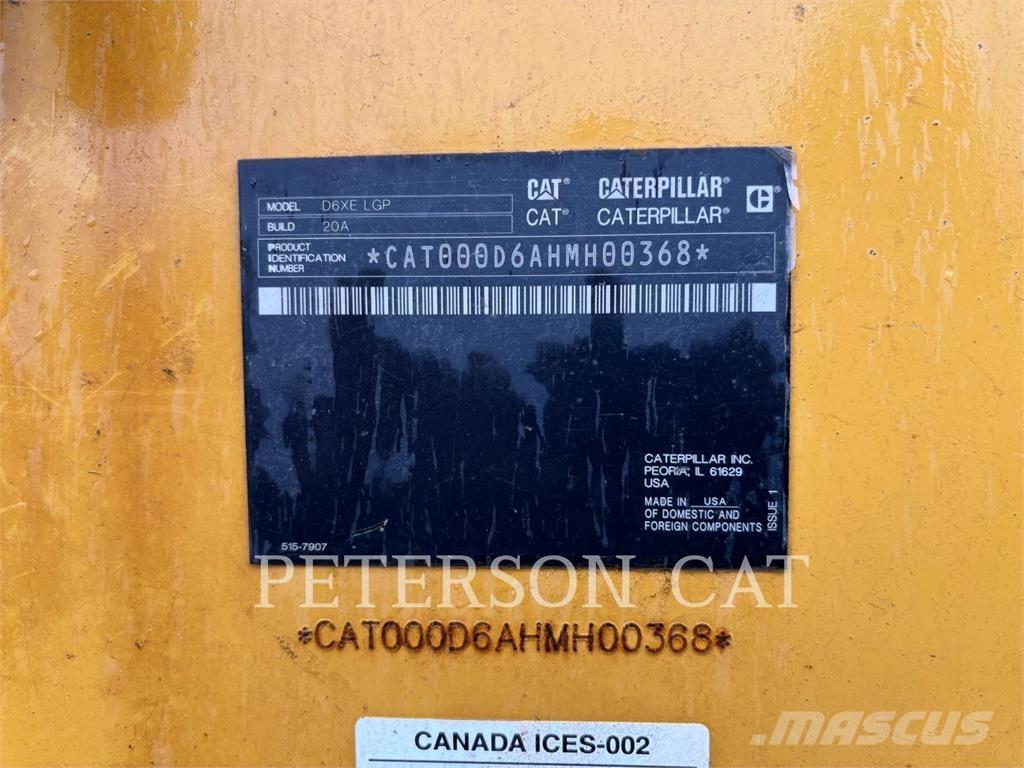 CAT® CATERPILLAR®
CAT® CATERPILLAR®
MODEL D6XE LGP
BUILD 20A
PRODUCT
IDENTIFICATION
NUMBER
*CAT000D6AHMH00368*
CATERPILLAR INC.
PEORIA, IL 61629
USA
MADE IN USA
OF DOMESTIC AND
FOREIGN COMPONENTS
ISSUE 1
515-7907
PETERSON CAT
*CAT000D6AHMH00368*
CANADA ICES-002
MASCUS